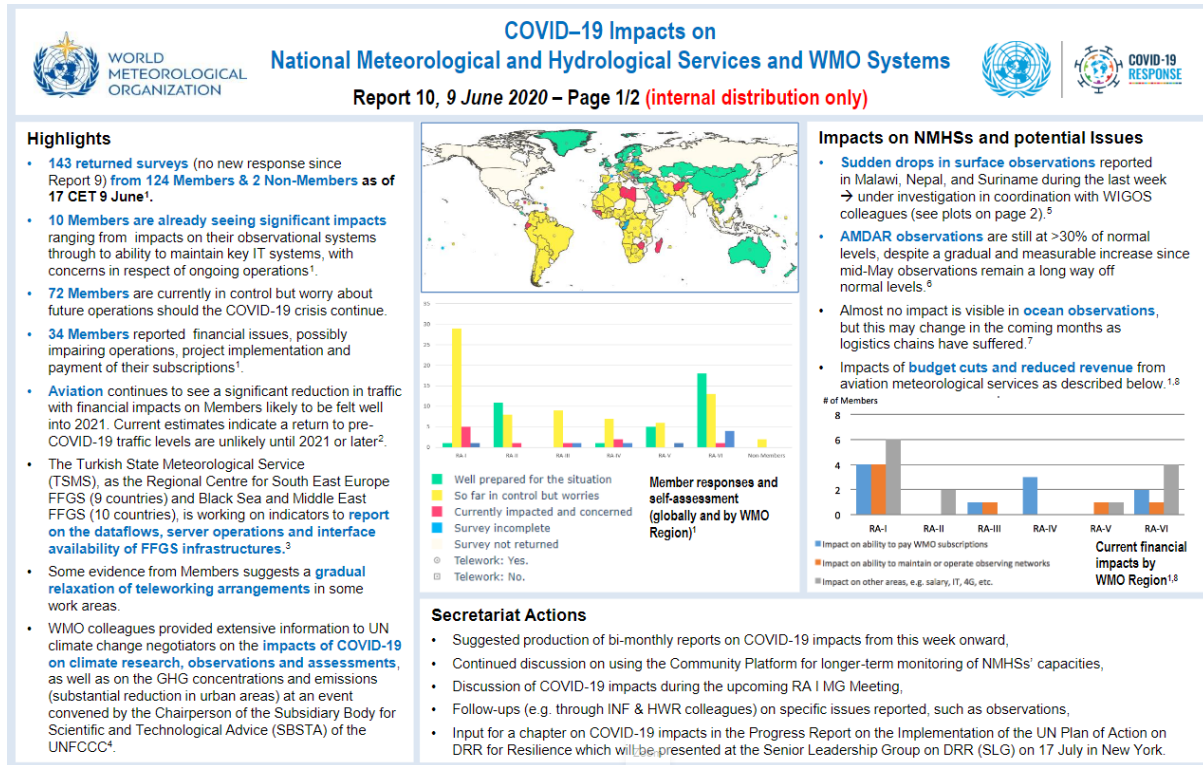 WORLD
METEOROLOGICAL
ORGANIZATION
COVID–19 Impacts on
National Meteorological and Hydrological Services and WMO Systems
Report 10, 9 June 2020 – Page 1/2 (internal distribution only)
COVID-19
RESPONSE
Highlights
• 143 returned surveys (no new response since
Report 9) from 124 Members & 2 Non-Members as of
17 CET 9 June1.
• 10 Members are already seeing significant impacts
ranging from impacts on their observational systems
through to ability to maintain key IT systems, with
concerns in respect of ongoing operations1.
• 72 Members are currently in control but worry about
future operations should the COVID-19 crisis continue.
• 34 Members reported financial issues, possibly
impairing operations, project implementation and
payment of their subscriptions1.
• Aviation continues to see a significant reduction in traffic
with financial impacts on Members likely to be felt well
into 2021. Current estimates indicate a return to pre-
COVID-19 traffic levels are unlikely until 2021 or later2.
• The Turkish State Meteorological Service
(TSMS), as the Regional Centre for South East Europe
FFGS (9 countries) and Black Sea and Middle East
FFGS (10 countries), is working on indicators to report
on the dataflows, server operations and interface
availability of FFGS infrastructures.3
• Some evidence from Members suggests a gradual
relaxation of teleworking arrangements in some
work areas.
• WMO colleagues provided extensive information to UN
climate change negotiators on the impacts of COVID-19
on climate research, observations and assessments,
as well as on the GHG concentrations and emissions
(substantial reduction in urban areas) at an event
convened by the Chairperson of the Subsidiary Body for
Scientific and Technological Advice (SBSTA) of the
UNFCCC4.
35
30
25
20
15
10
5
0
RA-I RA-II RA-III RA-IV RA-V RA-VI Non-Members
Well prepared for the situation
So far in control but worries
Currently impacted and concerned
Survey incomplete
Survey not returned
Telework: Yes.
Telework: No.
Member responses and
self-assessment
(globally and by WMO
Region)1
Impacts on NMHSs and potential Issues
• Sudden drops in surface observations reported
in Malawi, Nepal, and Suriname during the last week
→ under investigation in coordination with WIGOS
colleagues (see plots on page 2).5
• AMDAR observations are still at >30% of normal
levels, despite a gradual and measurable increase since
mid-May observations remain a long way off
normal levels.6
• Almost no impact is visible in ocean observations,
but this may change in the coming months as
logistics chains have suffered.7
• Impacts of budget cuts and reduced revenue from
aviation meteorological services as described below.1,8
# of Members
8
6
4
2
0
RA-I RA-II RA-III RA-IV RA-V RA-VI
Impact on ability to pay WMO subscriptions
Impact on ability to maintain or operate observing networks
Impact on other areas, e.g. salary, IT, 4G, etc.
Current financial
impacts by
WMO Region1,8
Secretariat Actions
• Suggested production of bi-monthly reports on COVID-19 impacts from this week onward,
• Continued discussion on using the Community Platform for longer-term monitoring of NMHSs' capacities,
• Discussion of COVID-19 impacts during the upcoming RA I MG Meeting,
• Follow-ups (e.g. through INF & HWR colleagues) on specific issues reported, such as observations,
• Input for a chapter on COVID-19 impacts in the Progress Report on the Implementation of the UN Plan of Action on
DRR for Resilience which will be presented at the Senior Leadership Group on DRR (SLG) on 17 July in New York.